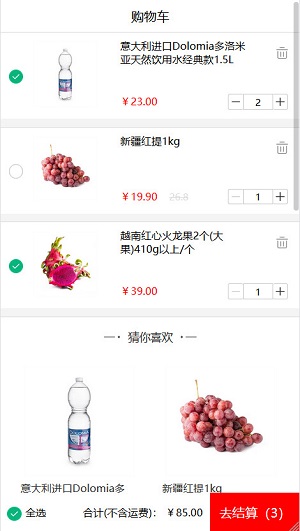 购物车
意大利进口Dolomia多洛米
亚天然饮用水经典款1.5L
￥23.00
2
新疆红提1kg
￥19.90 26.8
1
越南红心火龙果2个(大
果)410g以上/个
￥39.00
1
猜你喜欢
意大利进口Dolomia多
新疆红提1kg
全选
合计(不含运费): ￥85.00
去结算（3）